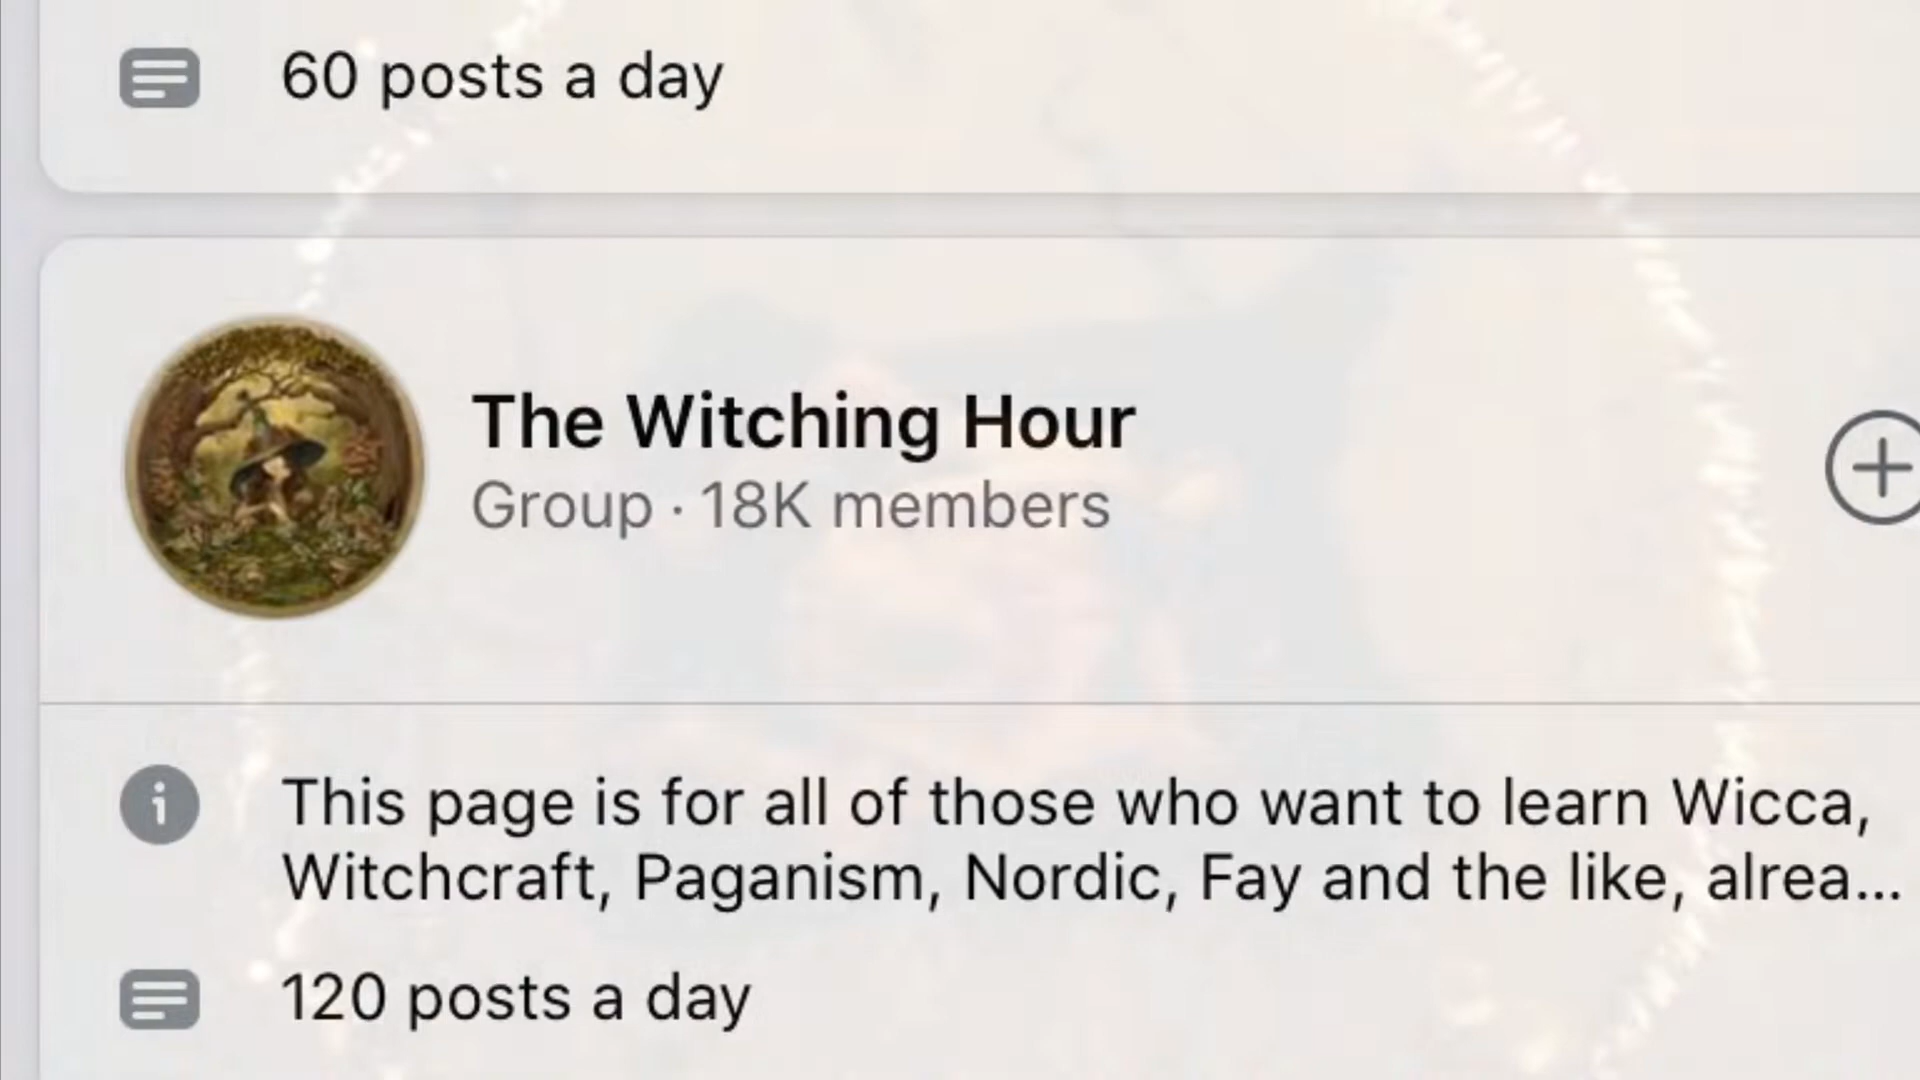 60 posts a day
The Witching Hour
Group · 18K members
This page is for all of those who want to learn Wicca,
Witchcraft, Paganism, Nordic, Fay and the like, alrea...
120 posts a day